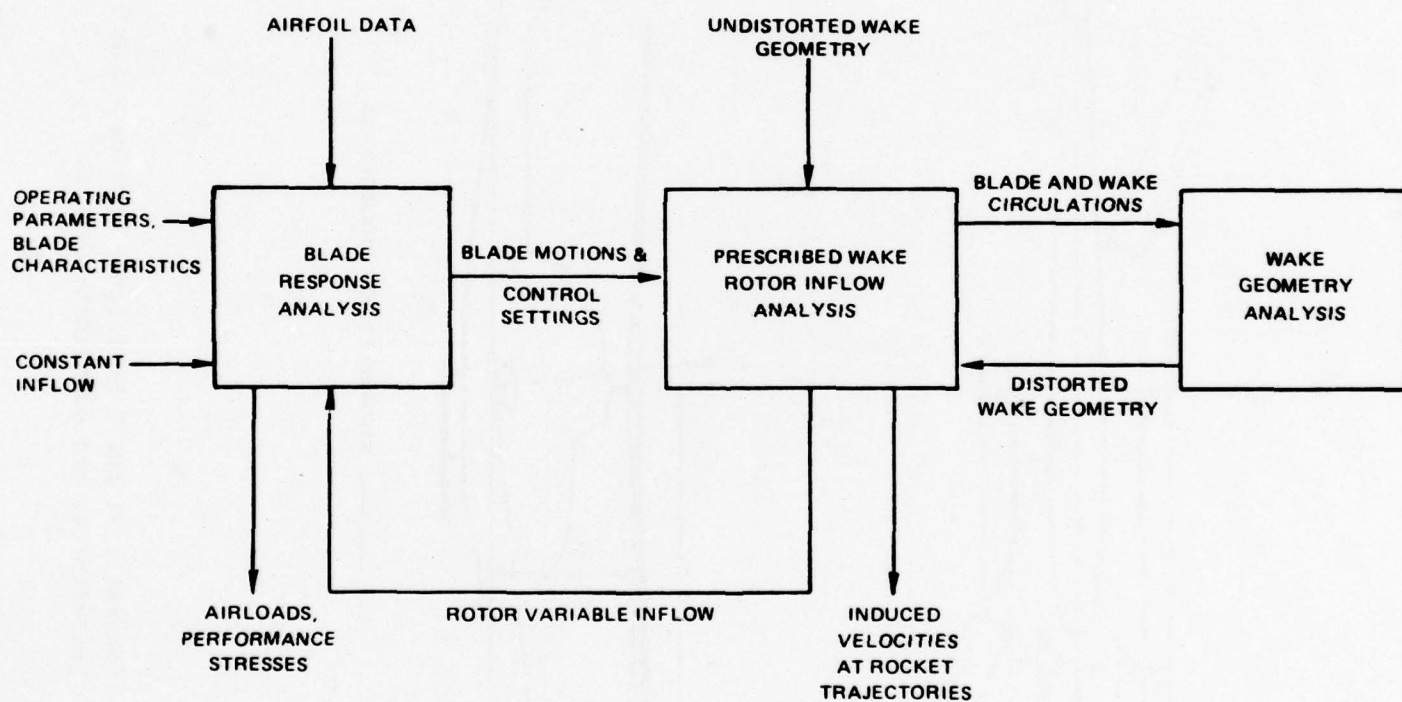 AIRFOIL DATA
UNDISTORTED WAKE
GEOMETRY
OPERATING
PARAMETERS,
BLADE
CHARACTERISTICS
CONSTANT
INFLOW
BLADE
RESPONSE
ANALYSIS
BLADE MOTIONS &
CONTROL
SETTINGS
PRESCRIBED WAKE
ROTOR INFLOW
ANALYSIS
BLADE AND WAKE
CIRCULATIONS
DISTORTED
WAKE GEOMETRY
WAKE
GEOMETRY
ANALYSIS
AIRLOADS,
PERFORMANCE
STRESSES
ROTOR VARIABLE INFLOW
INDUCED
VELOCITIES
AT ROCKET
TRAJECTORIES